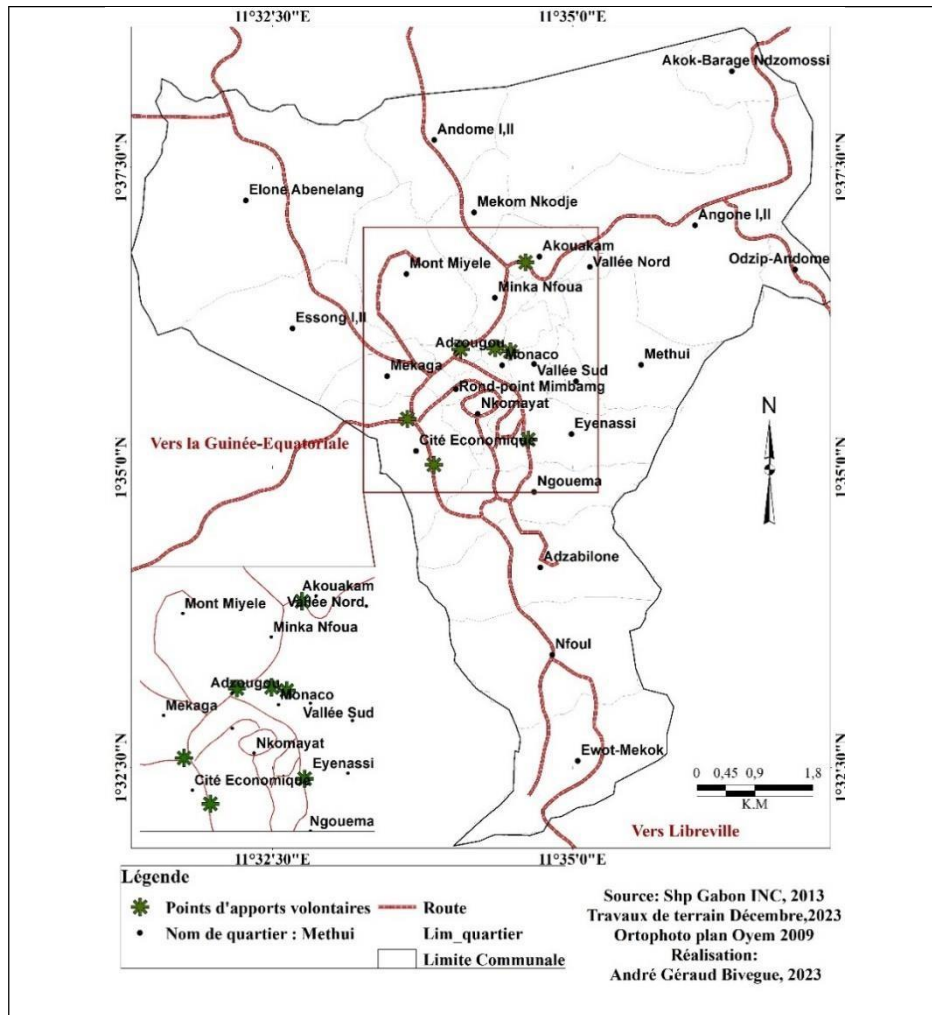 11°32'30"E
11°35'0"E
Akok-Barage Ndzomossi
Andome I,II
1°37'30"N
1°37'30"N
Elone Abenelang
Mekom Nkodje
Angone I,II
Akouakam
Odzip-Andome
Mont Miyele
Vallée Nord
Minka Nfoua
Essong I,II
Adzougou
Monaco
Methui
Mekaga
Vallée Sud
Rond-point Mimbamg
Nkomayat
Eyenassi
N
Vers la Guinée-Equatoriale
Cité Economique
1°35'0"N
1°35'0"N
Ngouema
Adzabilone
Akouakam
Mont Miyele
Vallée Nord
Minka Nfoua
Nfoul
Adzougou
Monaco
Mekaga
Vallée Sud
Nkomayat
Eyenassi
Ewot-Mekok
1°32'30"N
1°32'30"N
Cité Economique
0 0,45 0,9 1,8
K.M
Ngouema
Vers Libreville
11°32'30"E
11°35'0"E
Légende
Points d'apports volontaires
Route
Nom de quartier : Methui
Lim_quartier
Limite Communale
Source: Shp Gabon INC, 2013
Travaux de terrain Décembre,2023
Ortophoto plan Oyem 2009
Réalisation:
André Géraud Bivegue, 2023